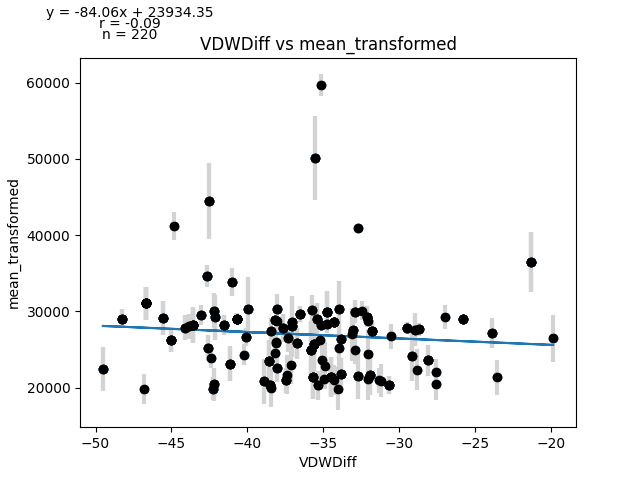 y = -84.06x + 23934.35
r = -0.09
n = 220
VDWDiff vs mean_transformed
mean_transformed
60000
50000
40000
30000
20000
−50
−45
−40
−35
−30
−25
−20
VDWDiff